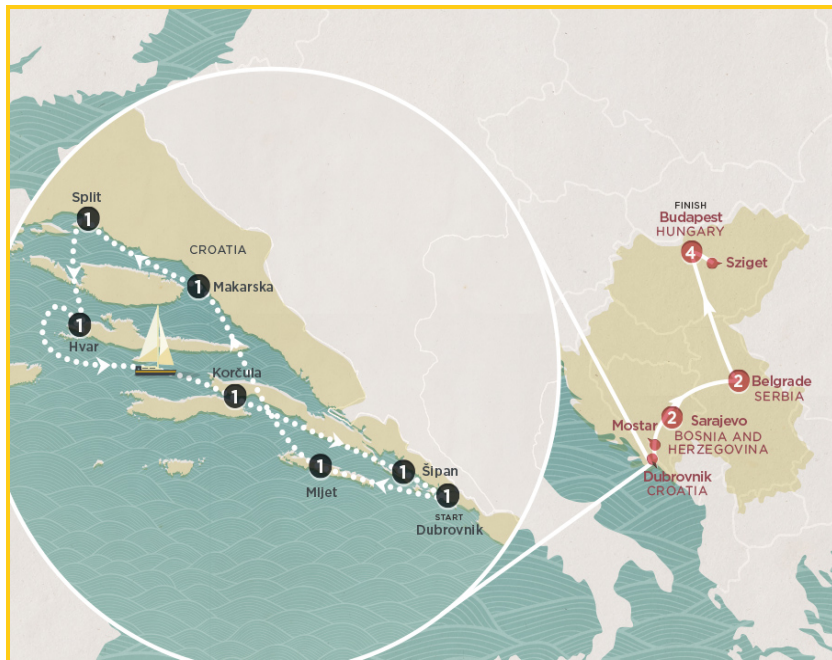 Split
1
CROATIA
1
Makarska
1
Hvar
Korčula
1
1
Mljet
1
Šipan
1
START
Dubrovnik
FINISH
Budapest
HUNGARY
4
Sziget
2
Belgrade
SERBIA
Mostar
2
Sarajevo
BOSNIA AND
HERZEGOVINA
Dubrovnik
CROATIA